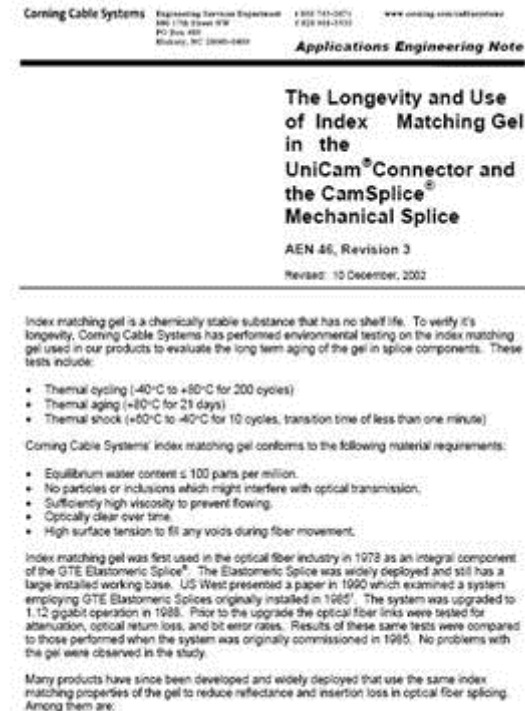 Corning Cable Systems
Engineering Services Department
PO Box 489
www.corning.com/cablesystems
Applications Engineering Note
The Longevity and Use
of Index Matching Gel
in the
UniCam®Connector and
the CamSplice®
Mechanical Splice
AEN 46, Revision 3
Revised: 10 December, 2002
Index matching gel is a chemically stable substance that has no shelf life. To verify it's
longevity, Corning Cable Systems has performed environmental testing on the index matching
gel used in our products to evaluate the long term aging of the gel in splice components. These
tests include:
• Thermal cycling (-40°C to +80°C for 200 cycles)
• Thermal aging (+80°C for 21 days)
• Thermal shock (+60°C to -40°C for 10 cycles, transition time of less than one minute)
Corning Cable Systems' index matching gel conforms to the following material requirements:
• Equilibrium water content ≤ 100 parts per million.
• No particles or inclusions which might interfere with optical transmission.
• Sufficiently high viscosity to prevent flowing.
• Optically clear over time.
• High surface tension to fill any voids during fiber movement.
Index matching gel was first used in the optical fiber industry in 1978 as an integral component
of the GTE Elastomeric Splice®. The Elastomeric Splice was widely deployed and still has a
large installed working base. US West presented a paper in 1990 which examined a system
employing GTE Elastomeric Splices originally installed in 1985¹. The system was upgraded to
1.12 gigabit operation in 1988. Prior to the upgrade the optical fiber links were tested for
attenuation, optical return loss, and bit error rates. Results of these same tests were compared
to those performed when the system was originally commissioned in 1985. No problems with
the gel were observed in the study.
Many products have since been developed and widely deployed that use the same index
matching properties of the gel to reduce reflectance and insertion loss in optical fiber splicing.
Among them are: